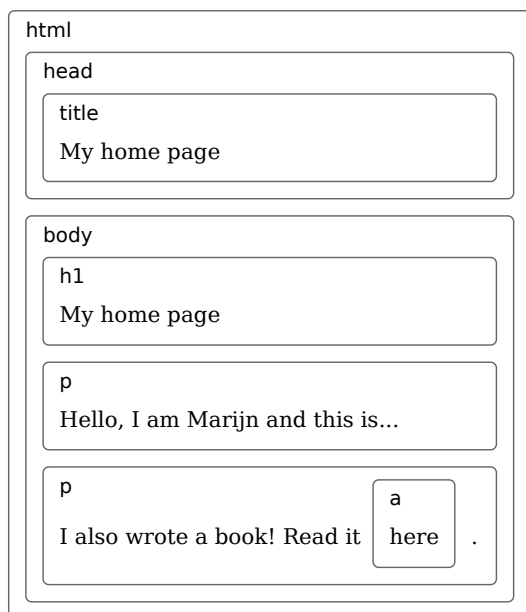 html
head
title
My home page
body
h1
My home page
p
Hello, I am Marijn and this is...
p
a
I also wrote a book! Read it here .